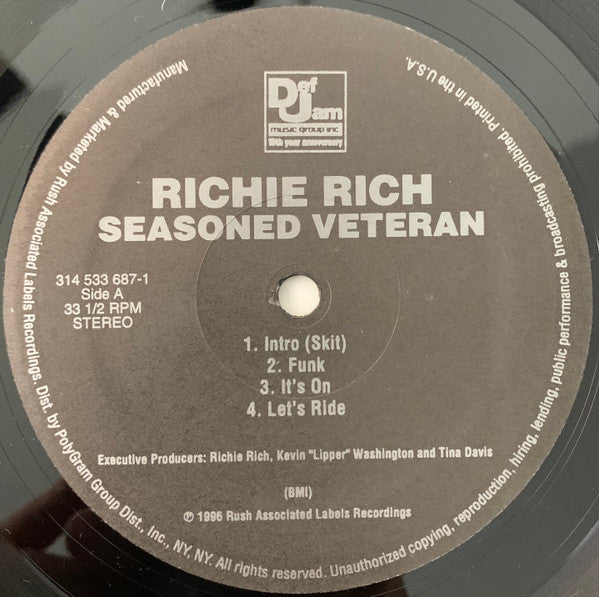 Def
Jam
music group inc
10th year anniversary
RICHIE RICH
SEASONED VETERAN
314 533 687-1
Side A
33 1/2 RPM
STEREO
1. Intro (Skit)
2. Funk
3. It's On
4. Let's Ride
Executive Producers: Richie Rich, Kevin "Lipper" Washington and Tina Davis
(BMI)
℗ 1996 Rush Associated Labels Recordings
Manufactured & Marketed by Rush Associated Labels Recordings. Dist. by PolyGram Group Dist., Inc., NY, NY. All rights reserved. Unauthorized copying, reproduction, hiring, lending, public performance & broadcasting prohibited. Printed in the U.S.A.